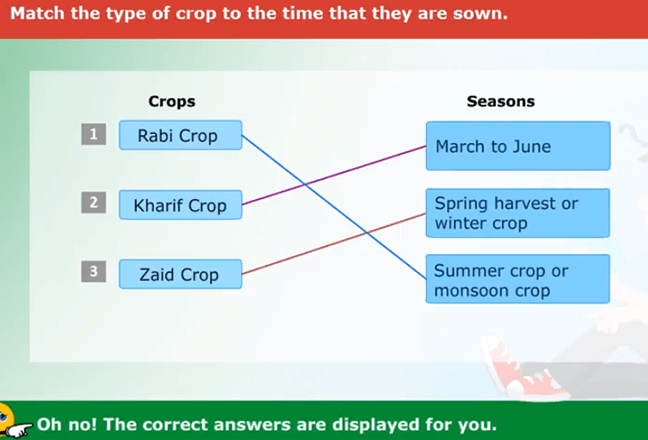 Match the type of crop to the time that they are sown.
Crops
Seasons
1
Rabi Crop
March to June
2
Kharif Crop
Spring harvest or
winter crop
3
Zaid Crop
Summer crop or
monsoon crop
Oh no! The correct answers are displayed for you.